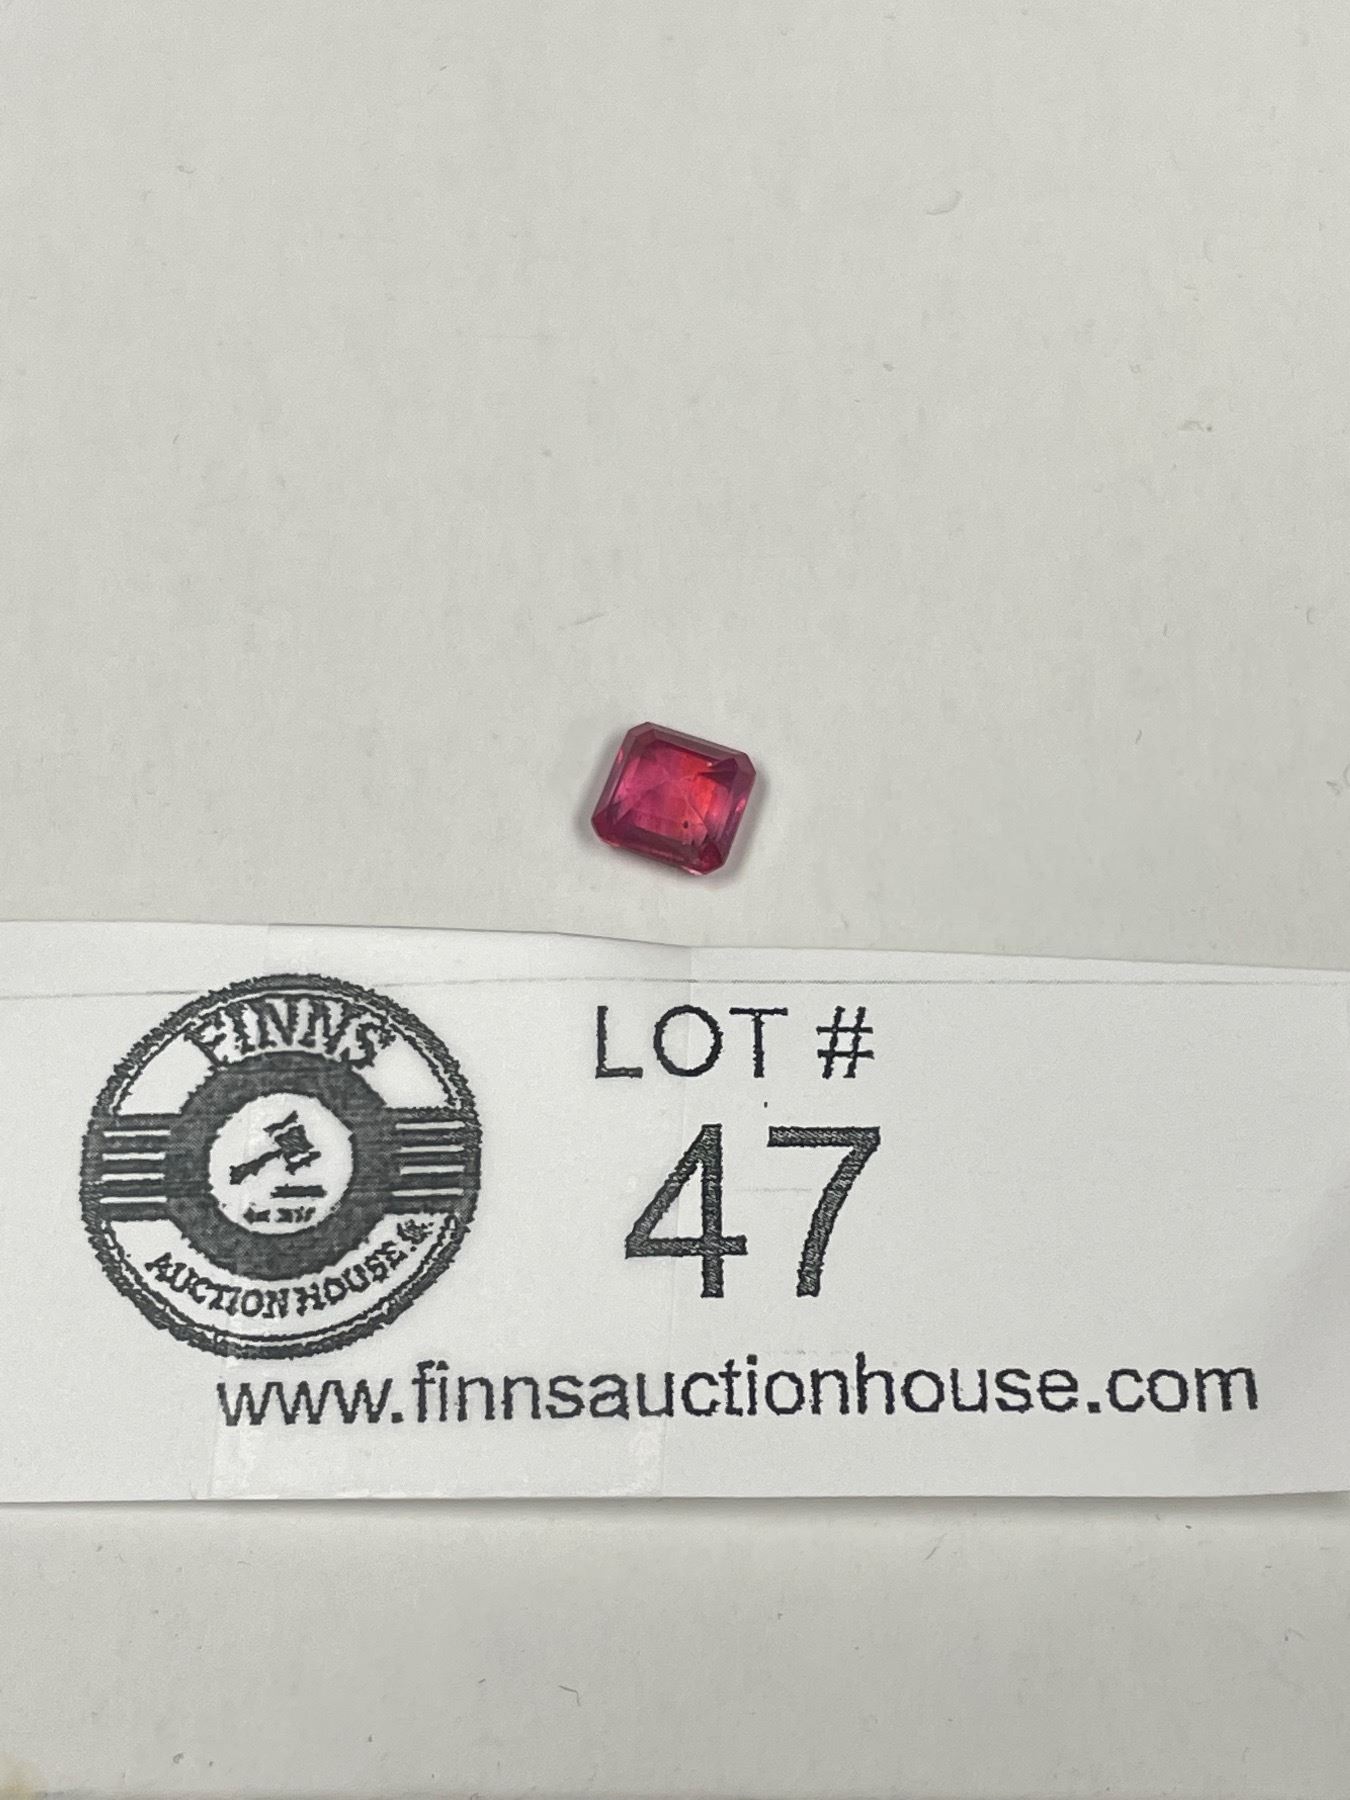 FINNS
AUCTION HOUSE
LOT #
47
www.finnsauctionhouse.com